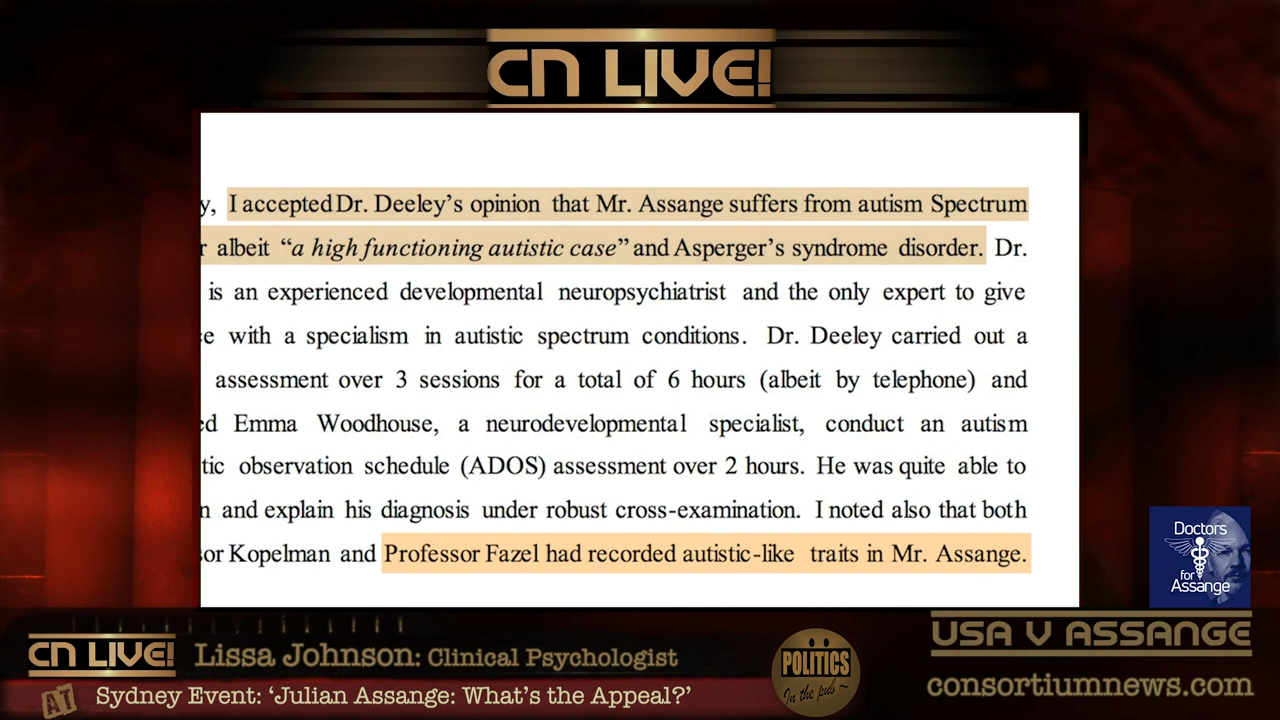 CN LIVE!
y, I accepted Dr. Deeley's opinion that Mr. Assange suffers from autism Spectrum
r albeit “a high functioning autistic case” and Asperger's syndrome disorder. Dr.
is an experienced developmental neuropsychiatrist and the only expert to give
e with a specialism in autistic spectrum conditions. Dr. Deeley carried out a
assessment over 3 sessions for a total of 6 hours (albeit by telephone) and
ed Emma Woodhouse, a neurodevelopmental specialist, conduct an autism
tic observation schedule (ADOS) assessment over 2 hours. He was quite able to
n and explain his diagnosis under robust cross-examination. I noted also that both
sor Kopelman and Professor Fazel had recorded autistic-like traits in Mr. Assange.
Doctors
for
Assange
CN LIVE! Lissa Johnson: Clinical Psychologist
AT Sydney Event: ‘Julian Assange: What's the Appeal?’
POLITICS
In the pub ~
USA V ASSANGE
consortiumnews.com